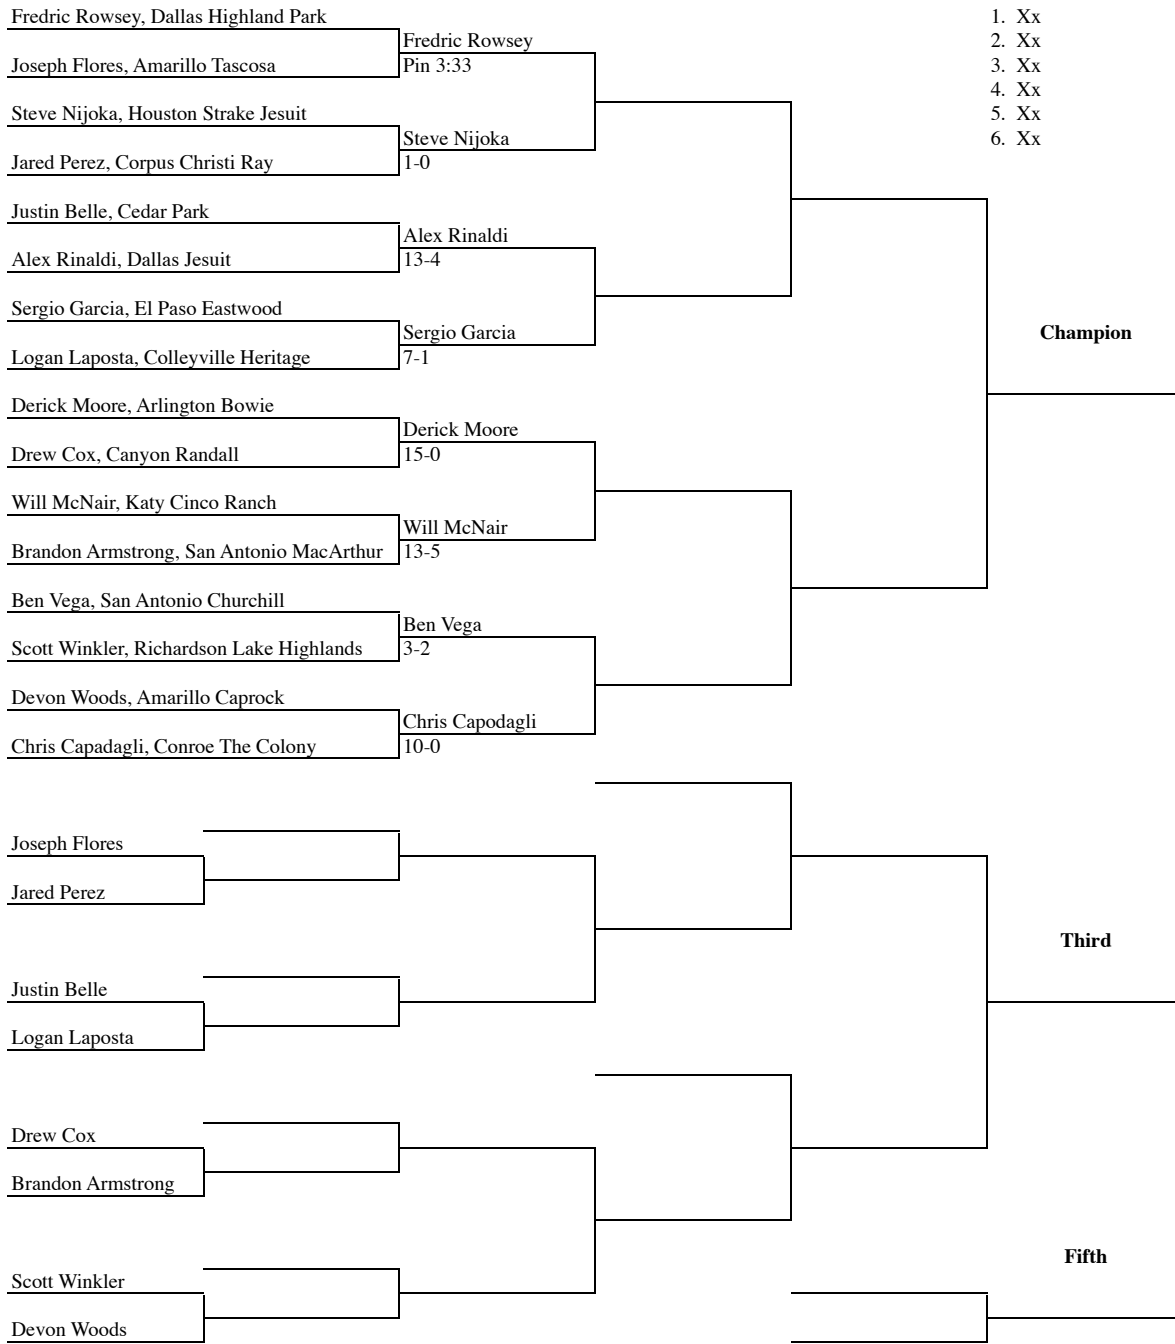 Fredric Rowsey, Dallas Highland Park
Fredric Rowsey
Joseph Flores, Amarillo Tascosa
Pin 3:33
Steve Nijoka, Houston Strake Jesuit
Steve Nijoka
Jared Perez, Corpus Christi Ray
1-0
Justin Belle, Cedar Park
Alex Rinaldi
Alex Rinaldi, Dallas Jesuit
13-4
Sergio Garcia, El Paso Eastwood
Sergio Garcia
Logan Laposta, Colleyville Heritage
7-1
Derick Moore, Arlington Bowie
Derick Moore
Drew Cox, Canyon Randall
15-0
Will McNair, Katy Cinco Ranch
Will McNair
Brandon Armstrong, San Antonio MacArthur
13-5
Ben Vega, San Antonio Churchill
Ben Vega
Scott Winkler, Richardson Lake Highlands
3-2
Devon Woods, Amarillo Caprock
Chris Capodagli
Chris Capadagli, Conroe The Colony
10-0
1. Xx
2. Xx
3. Xx
4. Xx
5. Xx
6. Xx
Champion
Joseph Flores
Jared Perez
Justin Belle
Logan Laposta
Drew Cox
Brandon Armstrong
Scott Winkler
Devon Woods
Third
Fifth